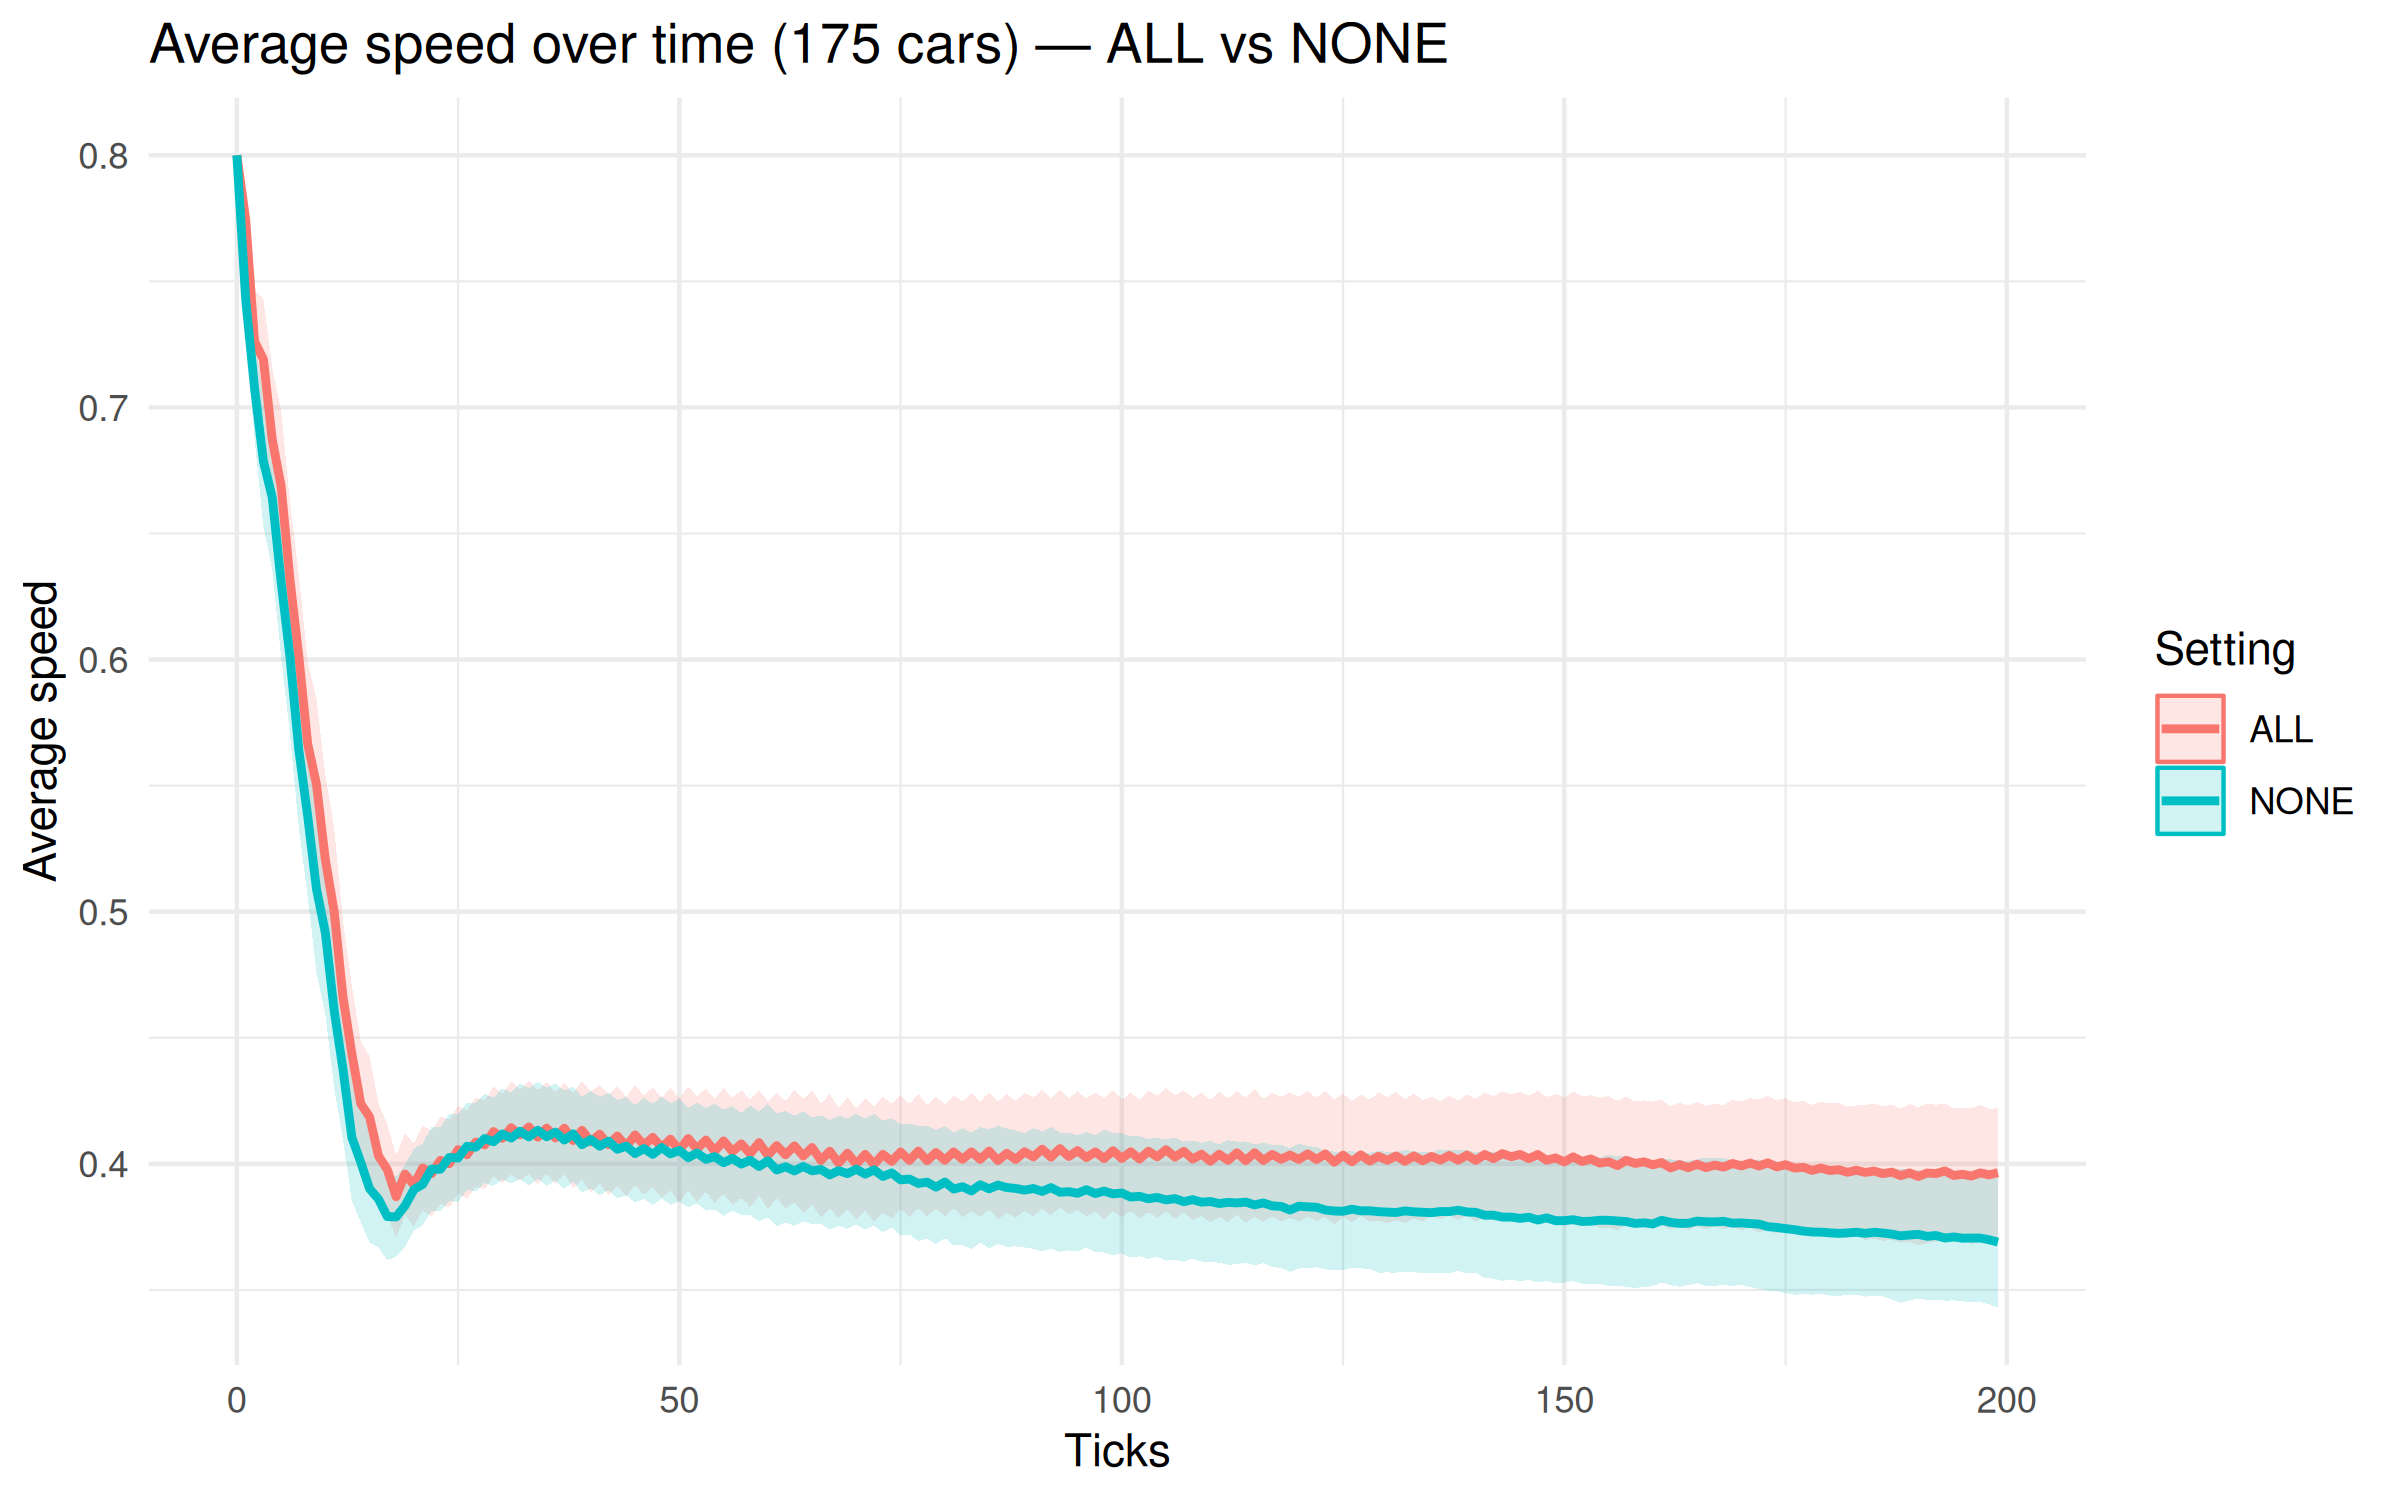 Average speed over time (175 cars) — ALL vs NONE
0.8
0.7
0.6
0.5
0.4
Average speed
0
50
100
150
200
Ticks
Setting
ALL
NONE